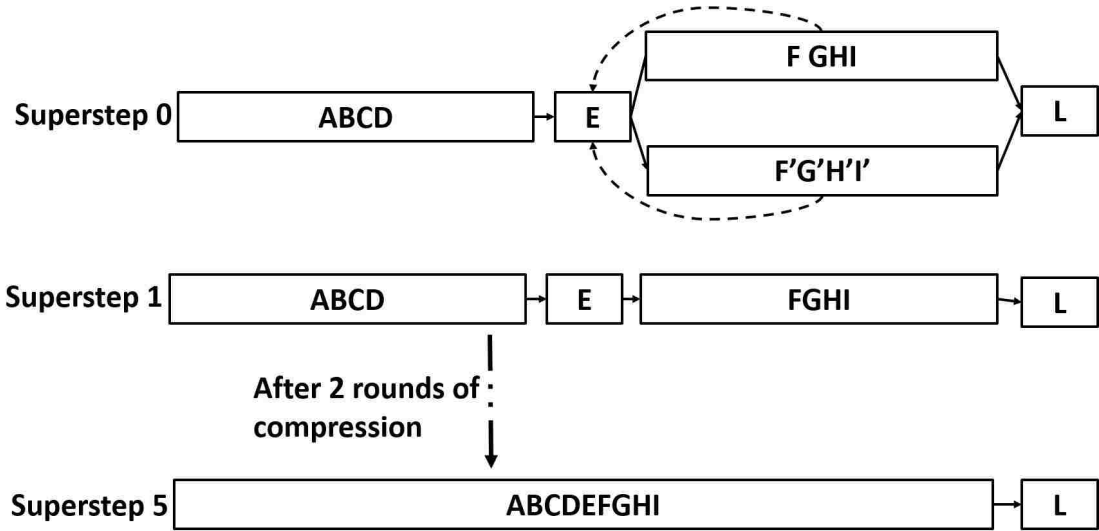 F GHI
Superstep 0 ABCD E L
F'G'H'I'
Superstep 1 ABCD E FGHI L
After 2 rounds of
compression
Superstep 5 ABCDEFGHI L